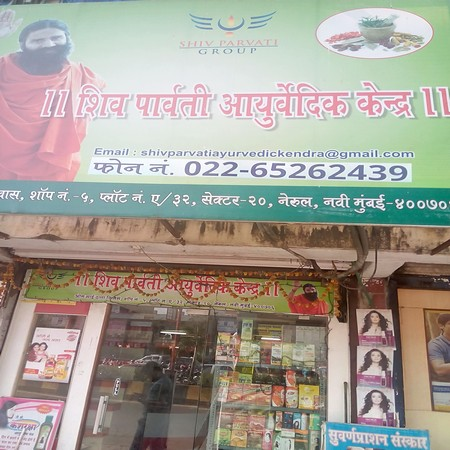 SHIV PARVATI
GROUP
॥ शिव पार्वती आयुर्वेदिक केन्द्र ॥
Email : shivparvatiayurvedickendra@gmail.com
फोन नं. 022-65262439
वास, शॉप नं.-५, प्लॉट नं. ए/३२, सेक्टर-२०, नेरुल, नवी मुंबई-४००७०
॥ शिव पार्वती आयुर्वेदिक केन्द्र ॥
सुवर्णप्राशन संस्कार